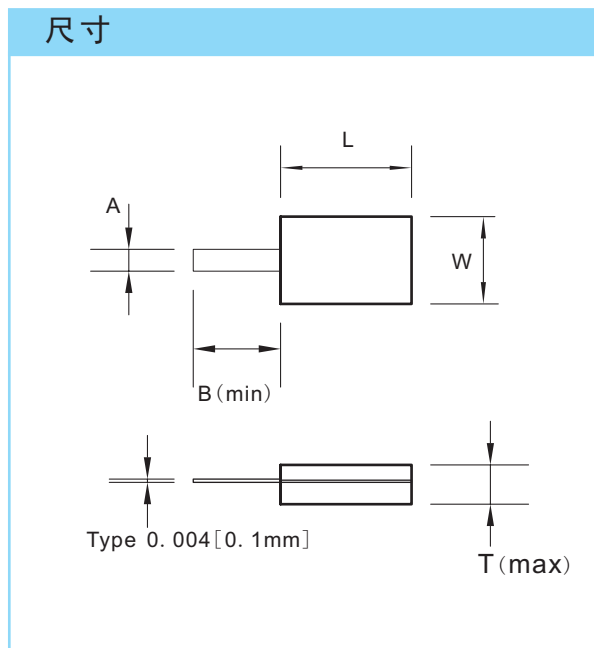 尺寸
L
A
W
B(min)
Type 0.004[0.1mm]
T(max)